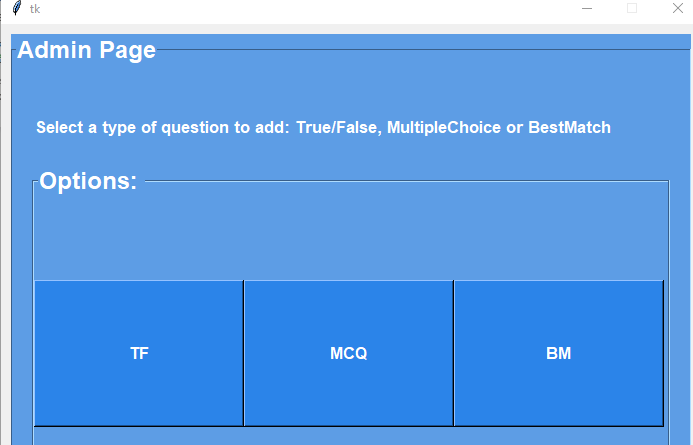 tk
Admin Page
Select a type of question to add: True/False, MultipleChoice or BestMatch
Options:
TF
MCQ
BM